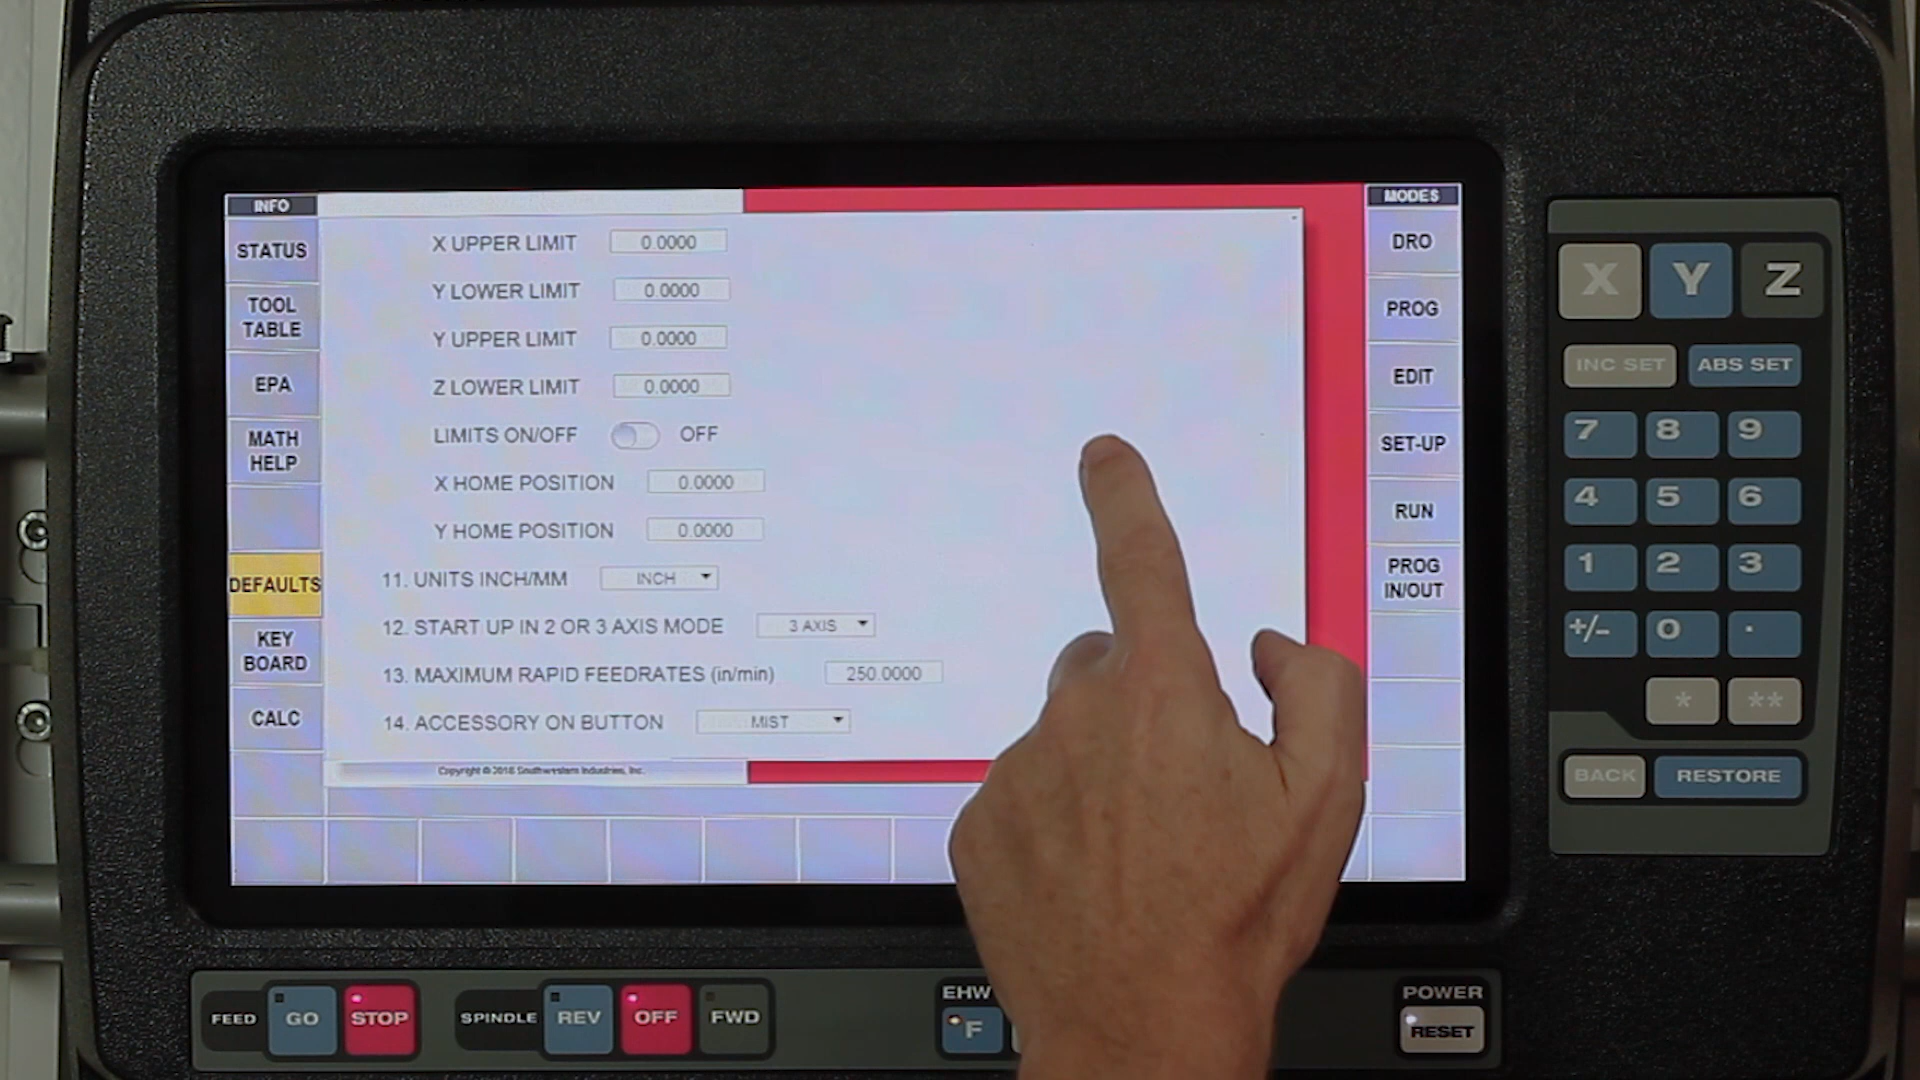 INFO
STATUS
TOOL
TABLE
EPA
MATH
HELP
DEFAULTS
KEY
BOARD
CALC
X UPPER LIMIT 0.0000
Y LOWER LIMIT 0.0000
Y UPPER LIMIT 0.0000
Z LOWER LIMIT 0.0000
LIMITS ON/OFF OFF
X HOME POSITION 0.0000
Y HOME POSITION 0.0000
11. UNITS INCH/MM INCH
12. START UP IN 2 OR 3 AXIS MODE 3 AXIS
13. MAXIMUM RAPID FEEDRATES (in/min) 250.0000
14. ACCESSORY ON BUTTON MIST
Copyright © 2018 Southwestern Industries, Inc.
MODES
DRO
PROG
EDIT
SET-UP
RUN
PROG
IN/OUT
X Y Z
INC SET ABS SET
7 8 9
4 5 6
1 2 3
+/- 0 .
* **
BACK RESTORE
FEED GO STOP
SPINDLE REV OFF FWD
EHW
F
POWER
RESET